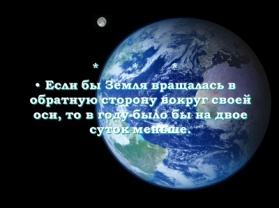 * * *
• Если бы Земля вращалась в
обратную сторону вокруг своей
оси, то в году было бы на двое
суток меньше.